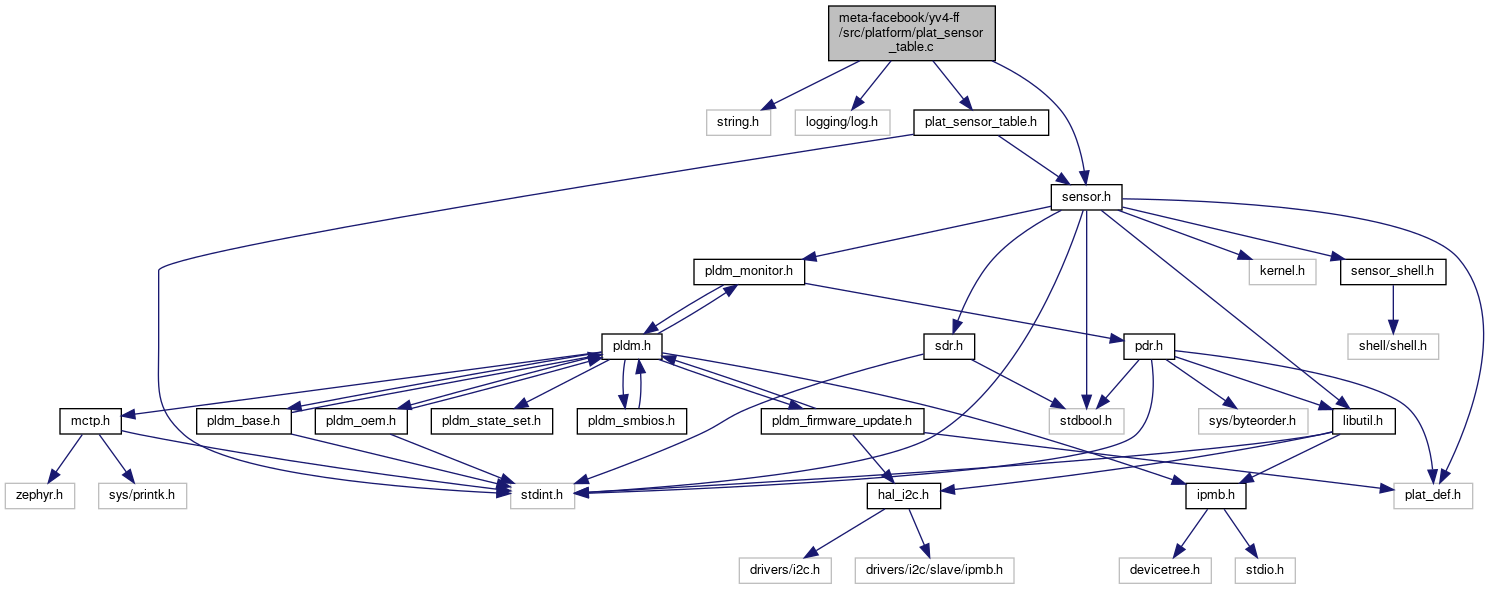 meta-facebook/yv4-ff
/src/platform/plat_sensor
_table.c
string.h
logging/log.h
plat_sensor_table.h
sensor.h
pldm_monitor.h
kernel.h
sensor_shell.h
pldm.h
sdr.h
pdr.h
shell/shell.h
mctp.h
pldm_base.h
pldm_oem.h
pldm_state_set.h
pldm_smbios.h
pldm_firmware_update.h
stdbool.h
sys/byteorder.h
libutil.h
zephyr.h
sys/printk.h
stdint.h
hal_i2c.h
ipmb.h
plat_def.h
drivers/i2c.h
drivers/i2c/slave/ipmb.h
devicetree.h
stdio.h